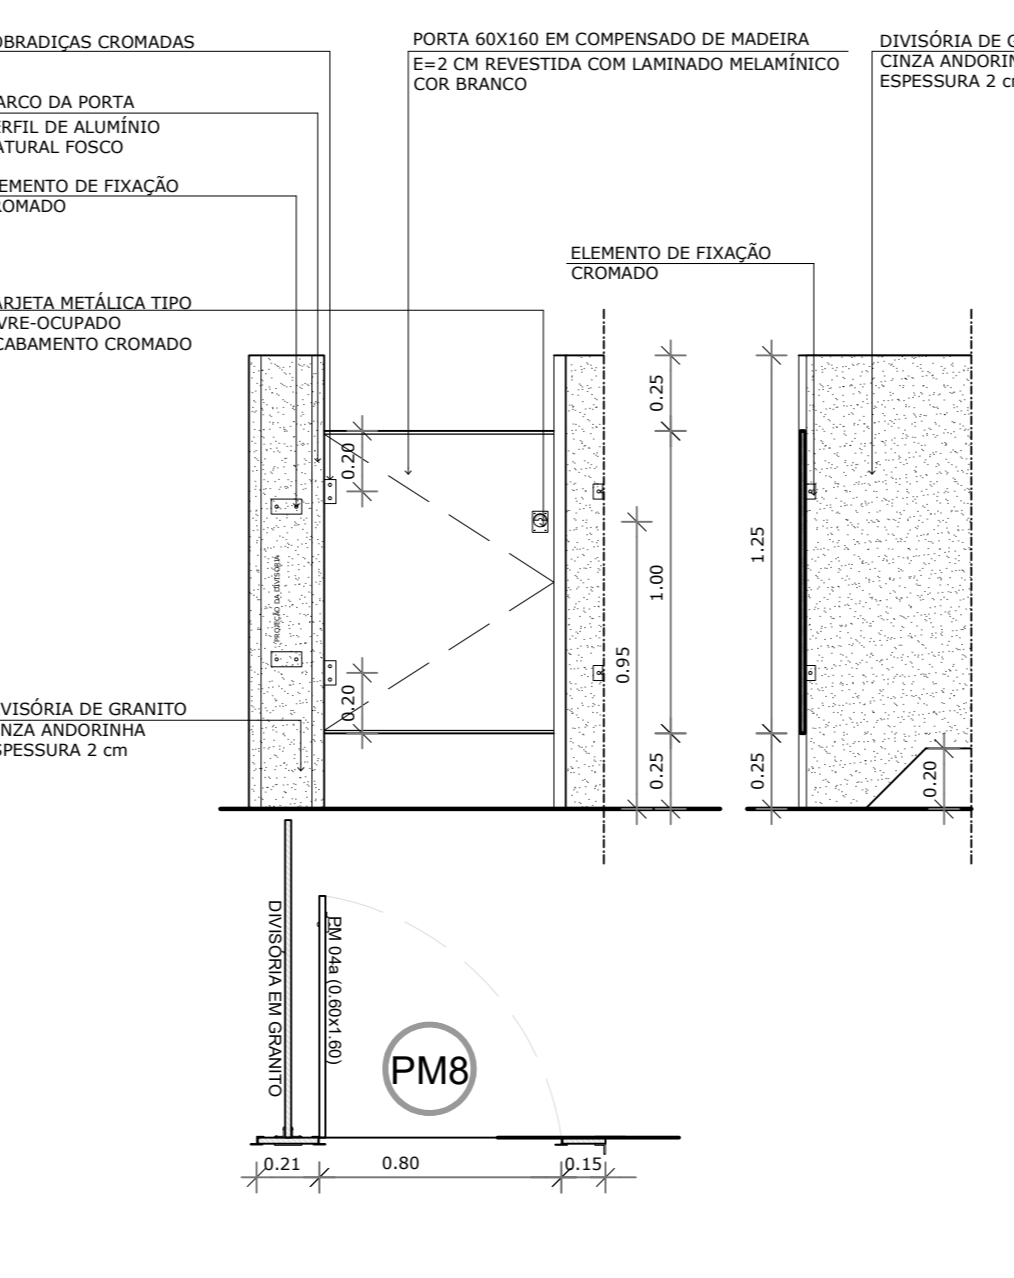 OBRADIÇAS CROMADAS
PORTA 60X160 EM COMPENSADO DE MADEIRA
E=2 CM REVESTIDA COM LAMINADO MELAMÍNICO
COR BRANCO
DIVISÓRIA DE G
CINZA ANDORIN
ESPESSURA 2 c
ARCO DA PORTA
ERFIL DE ALUMÍNIO
ATURAL FOSCO
EMENTO DE FIXAÇÃO
ROMADO
ELEMENTO DE FIXAÇÃO
CROMADO
ARJETA METÁLICA TIPO
VRE-OCUPADO
CABAMENTO CROMADO
0.20
0.25
1.00
0.95
0.25
0.20
1.25
0.25
0.20
PROJEÇÃO DA DIVISÓRIA
VISÓRIA DE GRANITO
NZA ANDORINHA
SPESSURA 2 cm
DIVISÓRIA EM GRANITO
PM 04a (0.60x1.60)
PM8
0.21
0.80
0.15